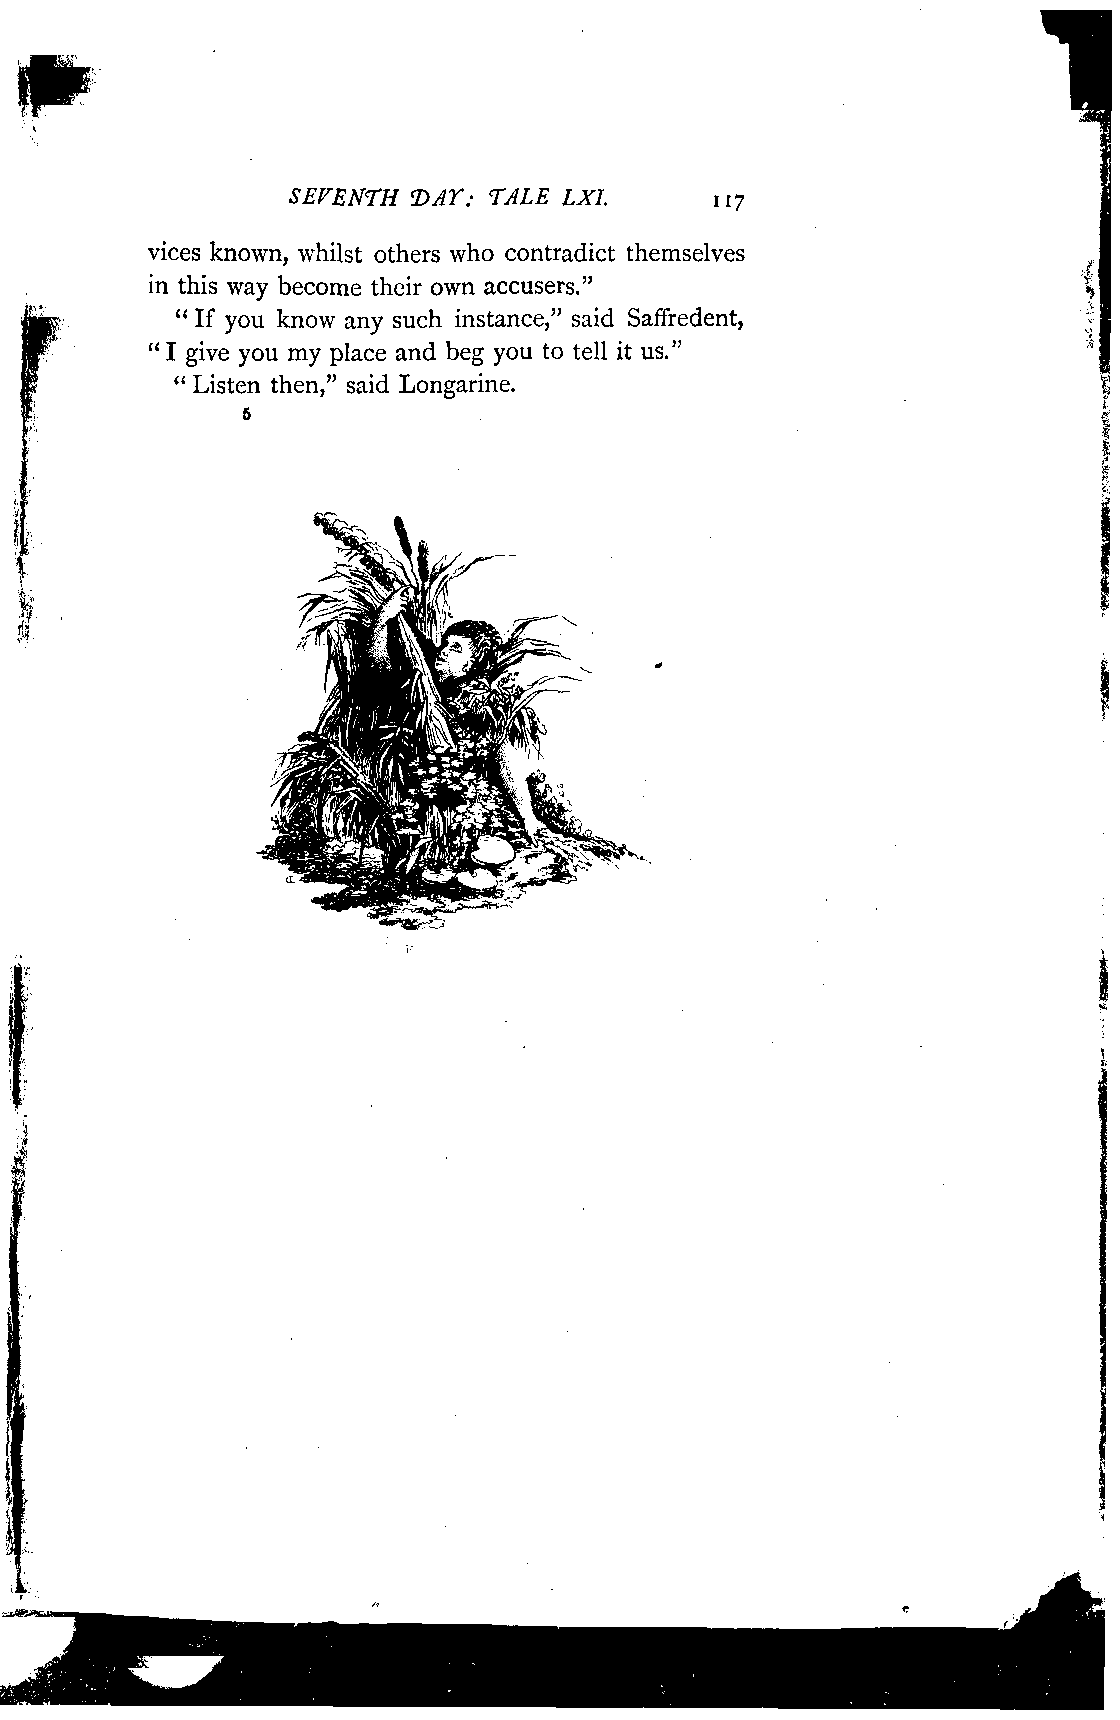 SEVENTH DAY: TALE LXI. 117
vices known, whilst others who contradict themselves
in this way become their own accusers.”
“ If you know any such instance,” said Saffredent,
“ I give you my place and beg you to tell it us.”
“ Listen then,” said Longarine.
5